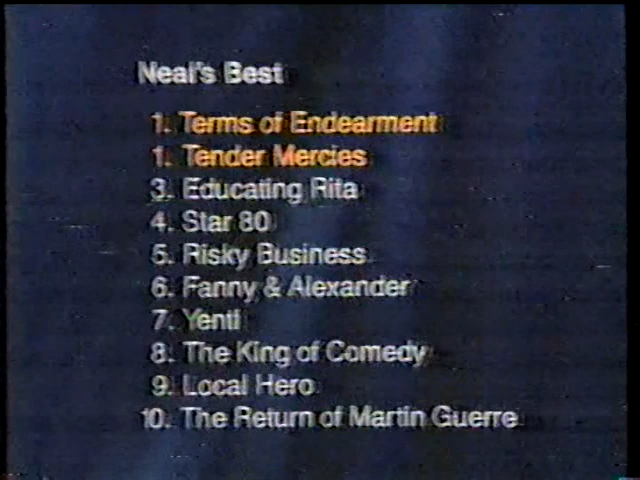 Neal's Best
1. Terms of Endearment
1. Tender Mercies
3. Educating Rita
4. Star 80
5. Risky Business
6. Fanny & Alexander
7. Yentl
8. The King of Comedy
9. Local Hero
10. The Return of Martin Guerre